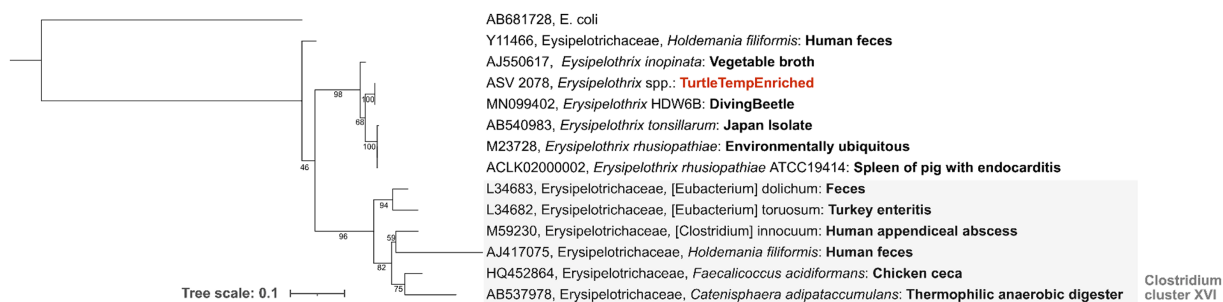 AB681728, E. coli
Y11466, Eysipelotrichaceae, Holdemania filiformis: Human feces
AJ550617, Eysipelothrix inopinata: Vegetable broth
ASV 2078, Erysipelothrix spp.: TurtleTempEnriched
MN099402, Erysipelothrix HDW6B: DivingBeetle
AB540983, Erysipelothrix tonsillarum: Japan Isolate
M23728, Erysipelothrix rhusiopathiae: Environmentally ubiquitous
ACLK02000002, Erysipelothrix rhusiopathiae ATCC19414: Spleen of pig with endocarditis
L34683, Erysipelotrichaceae, [Eubacterium] dolichum: Feces
L34682, Erysipelotrichaceae, [Eubacterium] toruosum: Turkey enteritis
M59230, Erysipelotrichaceae, [Clostridium] innocuum: Human appendiceal abscess
AJ417075, Erysipelotrichaceae, Holdemania filiformis: Human feces
HQ452864, Erysipelotrichaceae, Faecalicoccus acidiformans: Chicken ceca
AB537978, Erysipelotrichaceae, Catenisphaera adipataccumulans: Thermophilic anaerobic digester
98
100
68
100
46
94
96
59
82
75
Tree scale: 0.1
Clostridium
cluster XVI